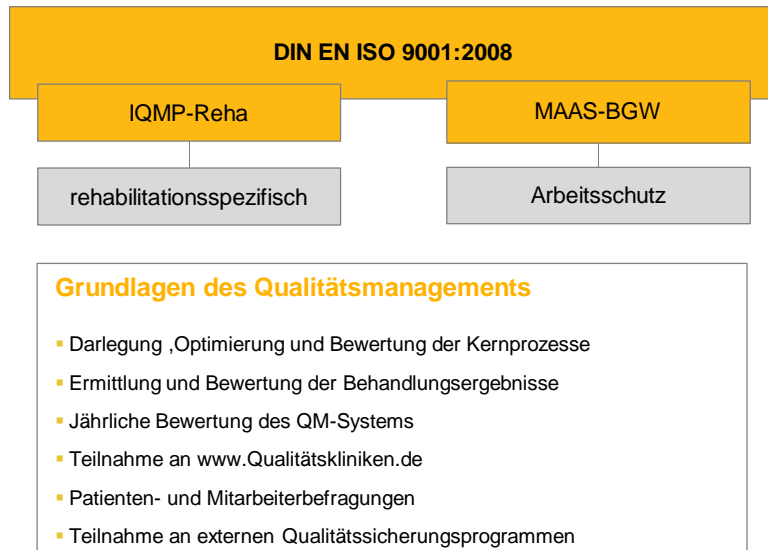 DIN EN ISO 9001:2008
IQMP-Reha
MAAS-BGW
rehabilitationsspezifisch
Arbeitsschutz
Grundlagen des Qualitätsmanagements
▪ Darlegung ,Optimierung und Bewertung der Kernprozesse
▪ Ermittlung und Bewertung der Behandlungsergebnisse
▪ Jährliche Bewertung des QM-Systems
▪ Teilnahme an www.Qualitätskliniken.de
▪ Patienten- und Mitarbeiterbefragungen
▪ Teilnahme an externen Qualitätssicherungsprogrammen